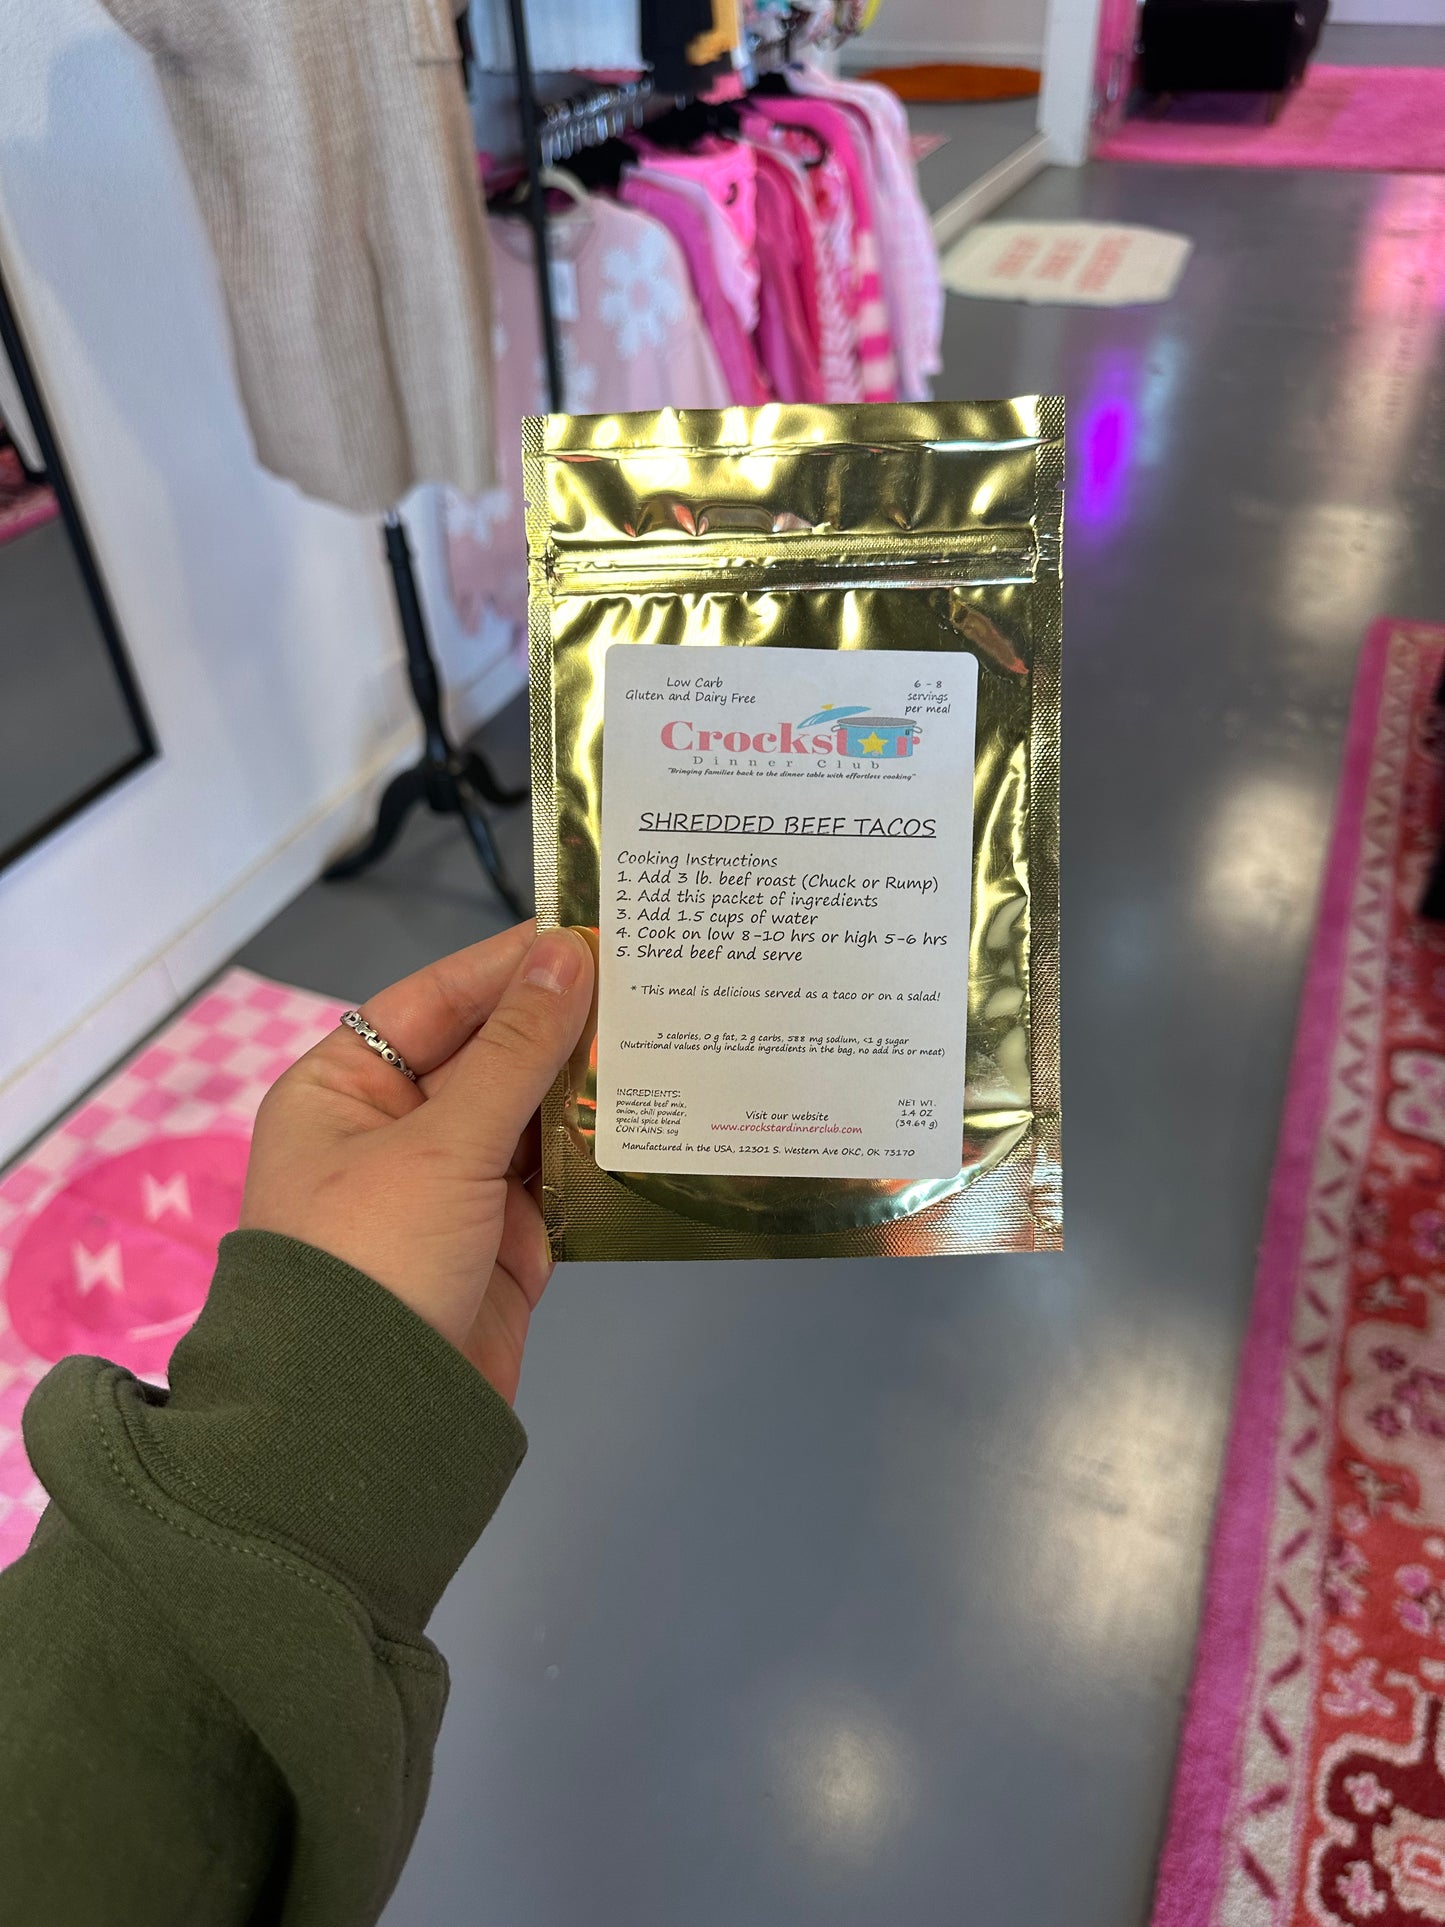 Low Carb
Gluten and Dairy Free
6 - 8
servings
per meal
Crockstar
Dinner Club
"Bringing families back to the dinner table with effortless cooking"
SHREDDED BEEF TACOS
Cooking Instructions
1. Add 3 lb. beef roast (Chuck or Rump)
2. Add this packet of ingredients
3. Add 1.5 cups of water
4. Cook on low 8-10 hrs or high 5-6 hrs
5. Shred beef and serve
* This meal is delicious served as a taco or on a salad!
3 calories, 0 g fat, 2 g carbs, 588 mg sodium, <1 g sugar
(Nutritional values only include ingredients in the bag, no add ins or meat)
INGREDIENTS:
powdered beef mix,
onion, chili powder,
special spice blend
CONTAINS: soy
Visit our website
www.crockstardinnerclub.com
NET WT.
1.4 OZ
(39.69 g)
Manufactured in the USA, 12301 S. Western Ave OKC, OK 73170